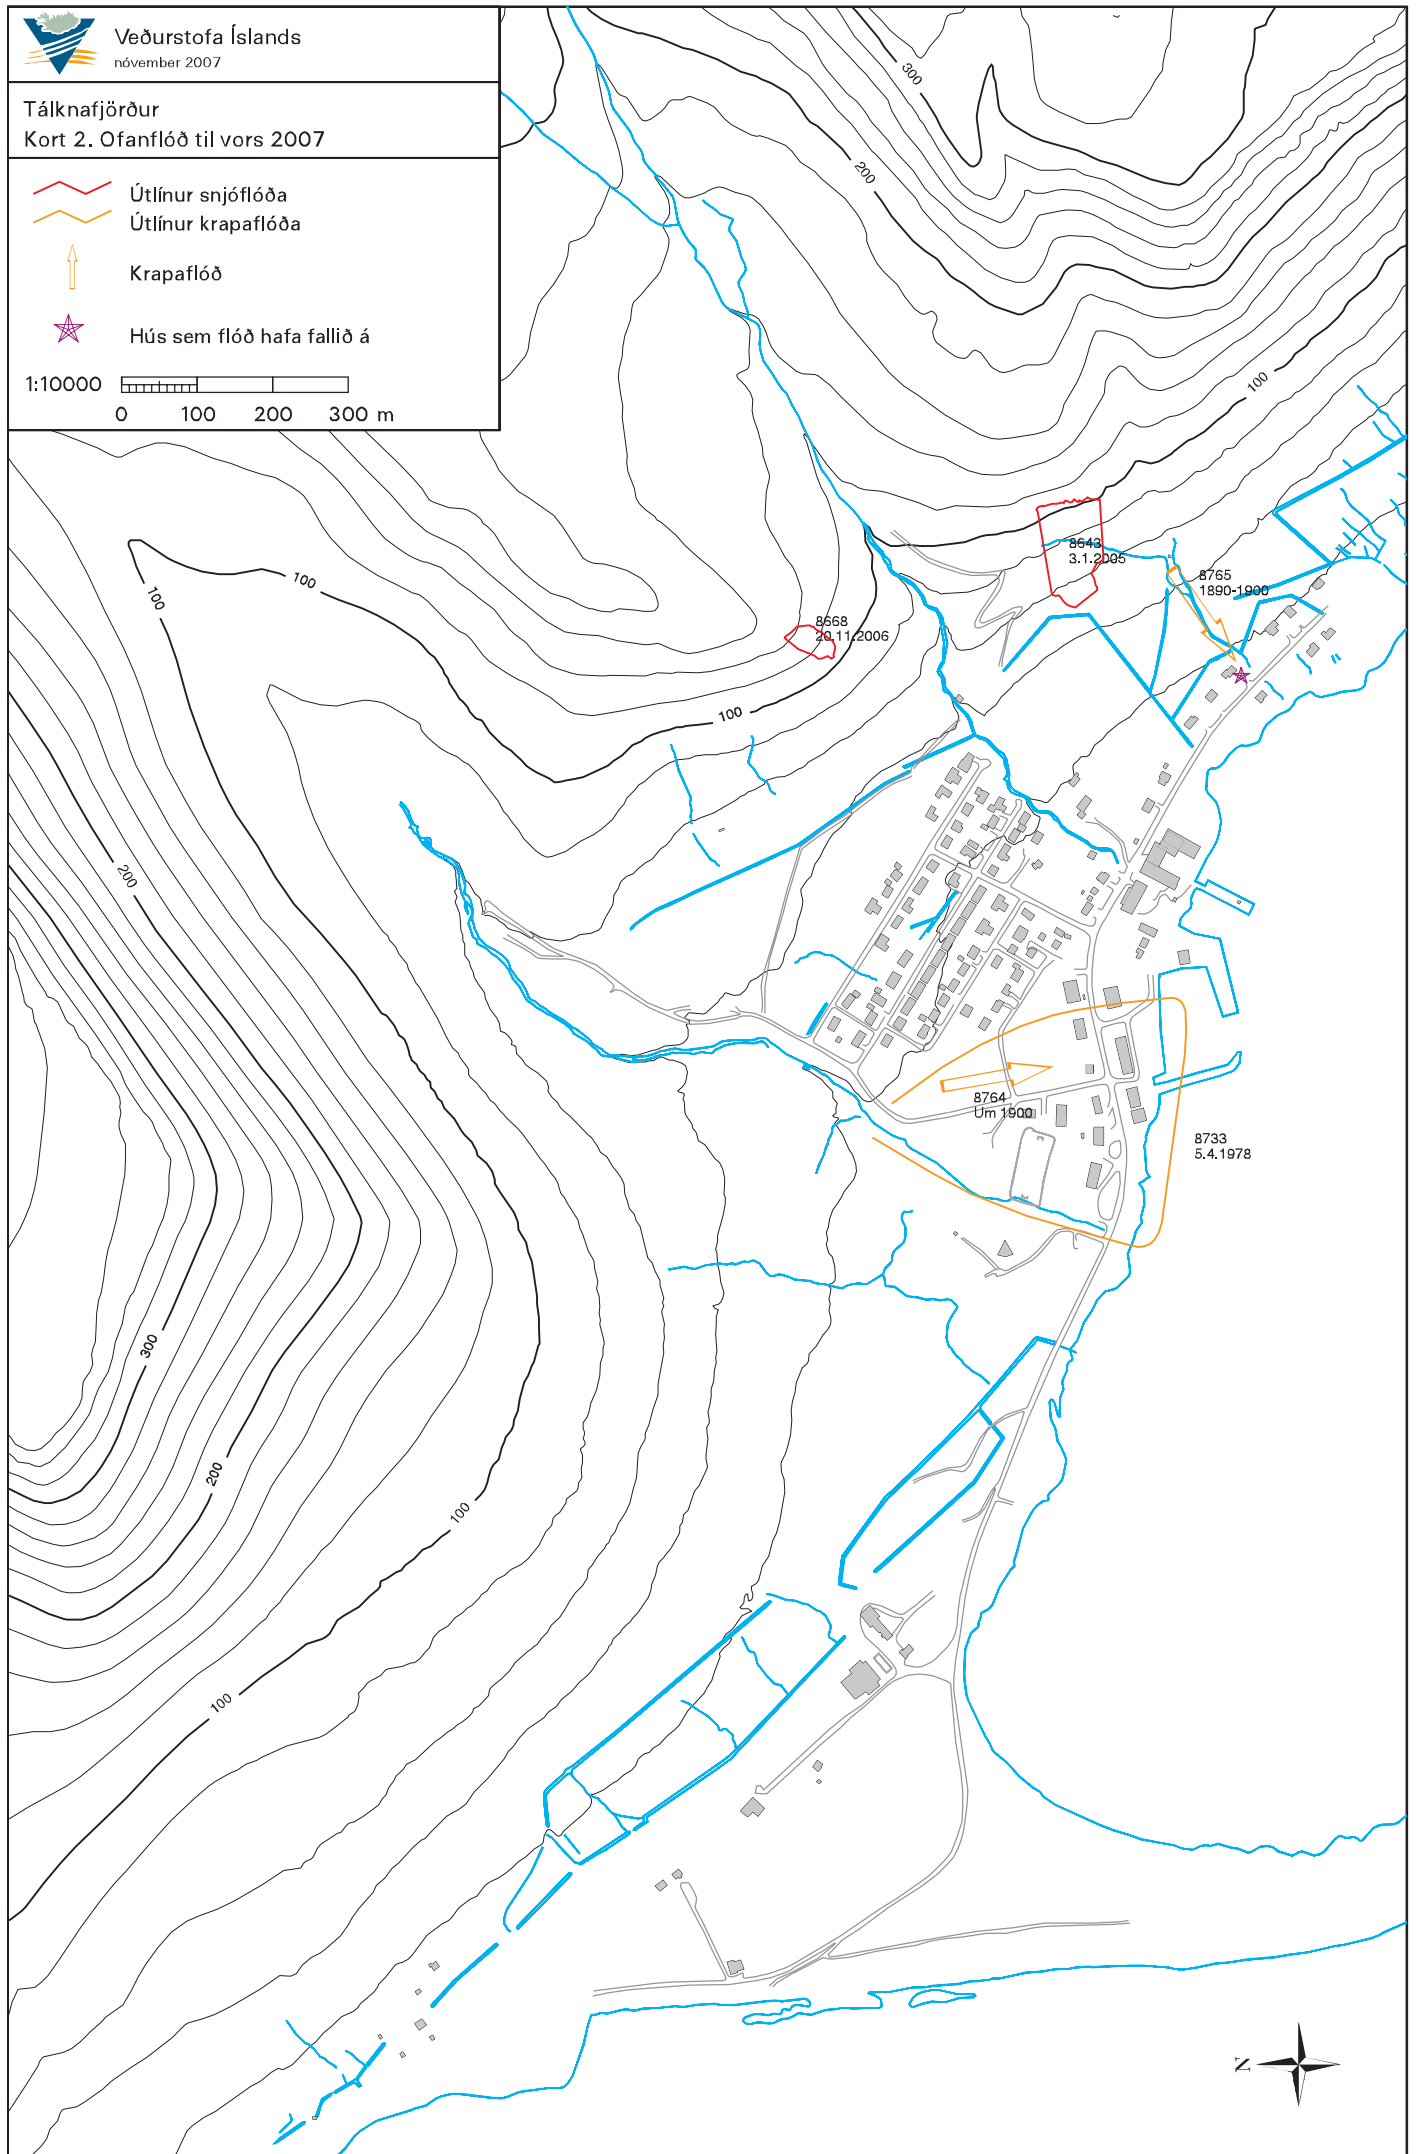 Veðurstofa Íslands
nóvember 2007
Tálknafjörður
Kort 2. Ofanflóð til vors 2007
Útlínur snjóflóða
Útlínur krapaflóða
Krapaflóð
Hús sem flóð hafa fallið á
1:10000
0 100 200 300 m
300
200
100
8643
3.1.2005
8765
1890-1900
100
100
8668
20.11.2006
100
200
8764
Um 1900
8733
5.4.1978
300
200
100
100
N